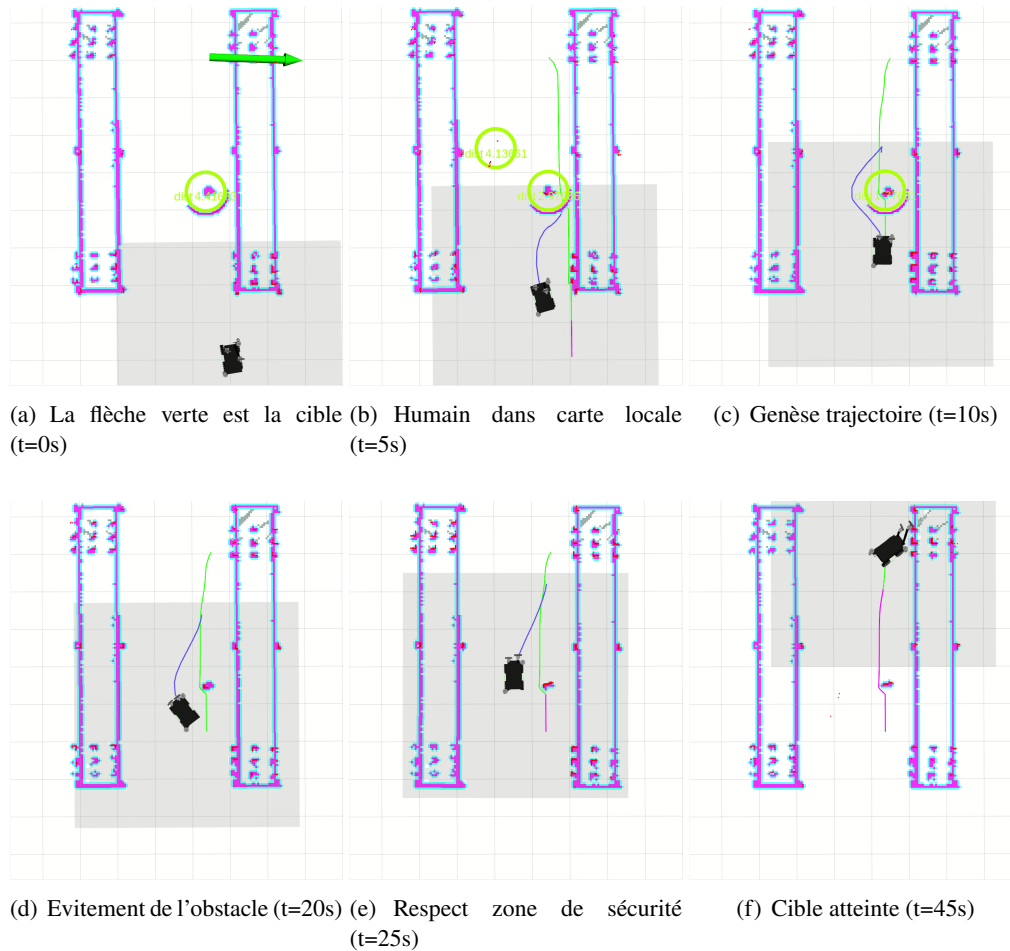 (a) La flèche verte est la cible
(t=0s)
(b) Humain dans carte locale
(t=5s)
(c) Genèse trajectoire (t=10s)
(d) Evitement de l'obstacle (t=20s)
(e) Respect zone de sécurité
(t=25s)
(f) Cible atteinte (t=45s)